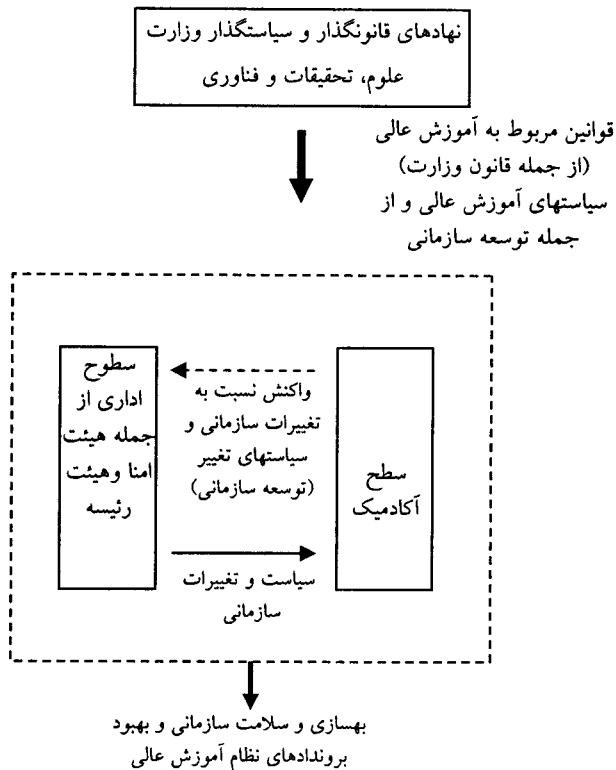 نهادهای قانونگذار و سیاستگذار وزارت
علوم، تحقیقات و فناوری
قوانین مربوط به آموزش عالی
(از جمله قانون وزارت)
سیاستهای آموزش عالی و از
جمله توسعه سازمانی
سطح
آکادمیک
واکنش نسبت به
تغییرات سازمانی و
سیاستهای تغییر
(توسعه سازمانی)
سیاست و تغییرات
سازمانی
سطوح
اداری از
جمله هیئت
امنا وهیئت
رئیسه
بهسازی و سلامت سازمانی و بهبود
بروندادهای نظام آموزش عالی